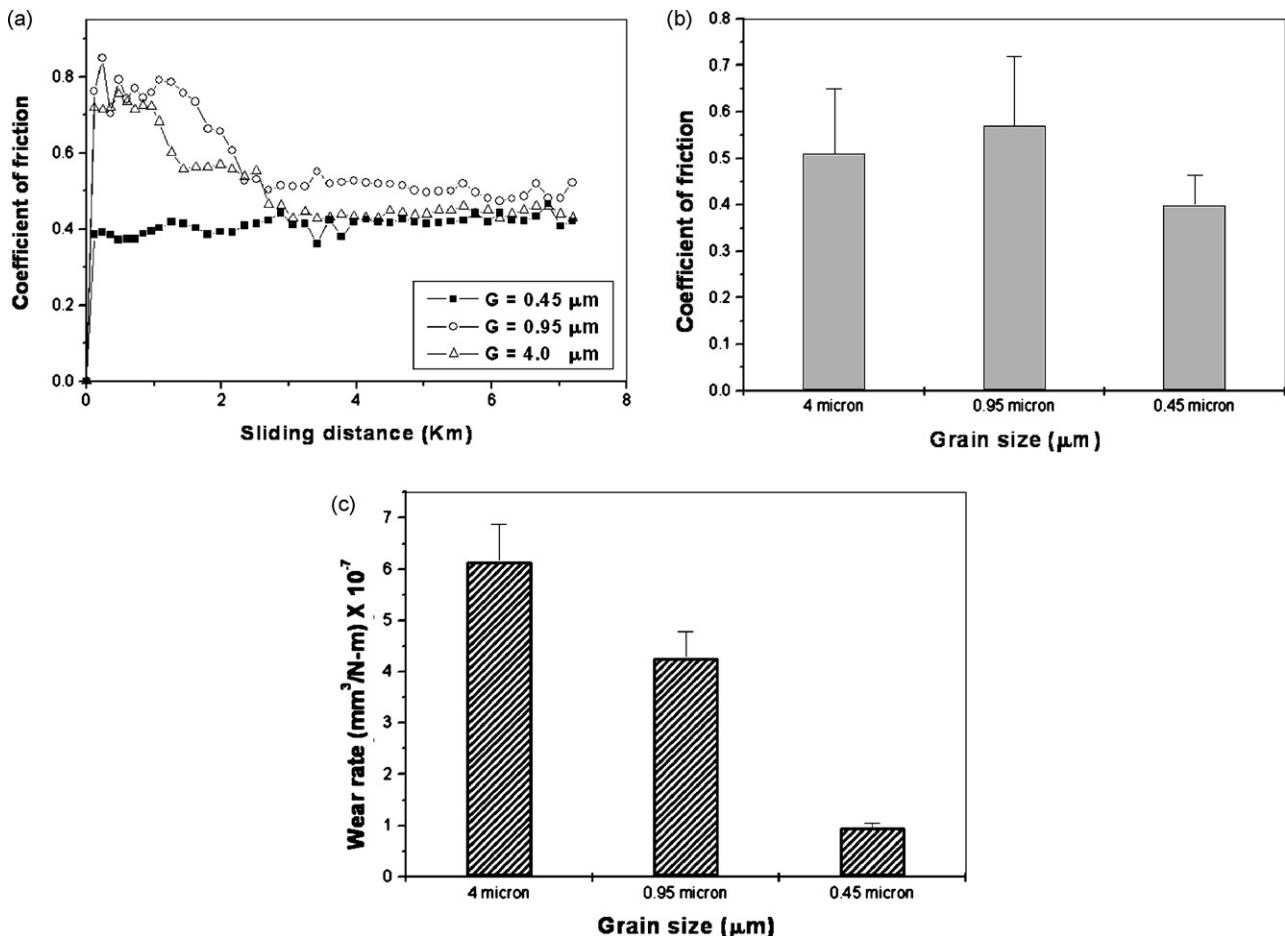 (a)
Coefficient of friction
0.8
0.6
0.4
0.2
0.0
0 2 4 6 8
Sliding distance (Km)
G = 0.45 μm
G = 0.95 μm
G = 4.0 μm
(b)
Coefficient of friction
0.8
0.7
0.6
0.5
0.4
0.3
0.2
0.1
0.0
4 micron 0.95 micron 0.45 micron
Grain size (μm)
(c)
Wear rate (mm³/N-m) X 10⁻⁷
7
6
5
4
3
2
1
0
4 micron 0.95 micron 0.45 micron
Grain size (μm)